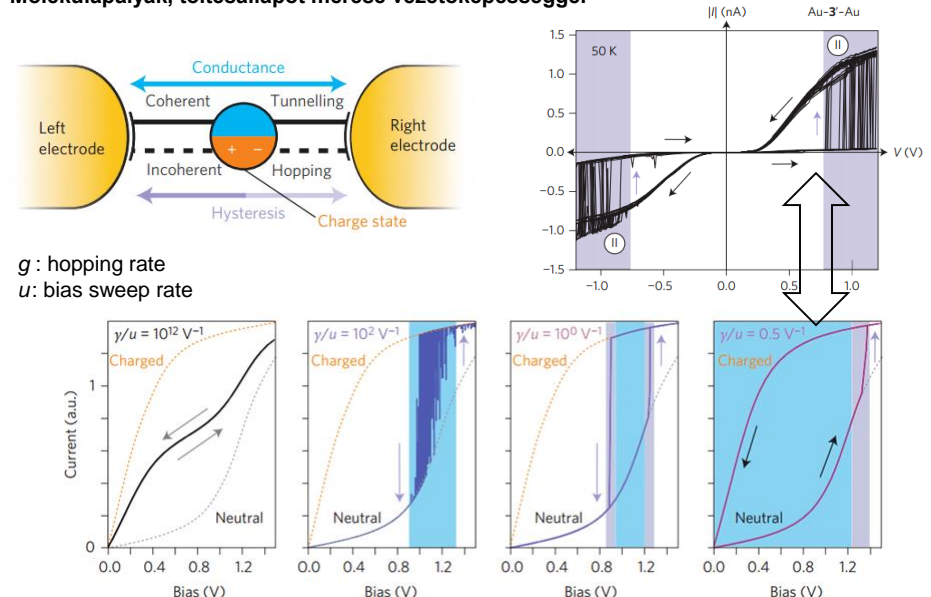 Molekulapályák, töltésállapot mérése vezetőképességgel
Conductance
Coherent
Tunnelling
Left
electrode
Right
electrode
+ −
Incoherent
Hopping
Hysteresis
Charge state
g : hopping rate
u: bias sweep rate
|I| (nA)
Au-3′-Au
50 K
II
1.5
1.0
0.5
0.0
−0.5
−1.0
−1.5
V (V)
II
−1.0 −0.5 0.0 0.5 1.0
γ/u = 10¹² V⁻¹
Charged
Neutral
Current (a.u.)
1
0
0.0 0.4 0.8 1.2
Bias (V)
γ/u = 10² V⁻¹
Charged
Neutral
0.0 0.4 0.8 1.2
Bias (V)
γ/u = 10⁰ V⁻¹
Charged
Neutral
0.0 0.4 0.8 1.2
Bias (V)
γ/u = 0.5 V⁻¹
Charged
Neutral
0.0 0.4 0.8 1.2
Bias (V)